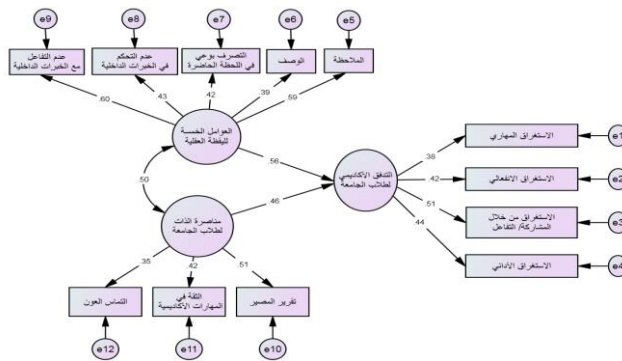 e9
e8
e7
e6
e5
عدم التفاعل
مع الخبرات الداخلية
عدم التحكم
في الخبرات الداخلية
التصرف بوعي
في اللحظة الحاضرة
الوصف
الملاحظة
.60
.43
.42
.39
.59
العوامل الخمسة
لليقظة العقلية
.56
.50
التدفق الأكاديمي
لطلاب الجامعة
.38
الاستغراق المهاري
e1
.42
الاستغراق الانفعالي
e2
.51
الاستغراق من خلال
المشاركة/ التفاعل
e3
.44
الاستغراق الأدائي
e4
.46
مناصرة الذات
لطلاب الجامعة
.35
.42
.51
التماس العون
الثقة في
المهارات الأكاديمية
تقرير المصير
e12
e11
e10